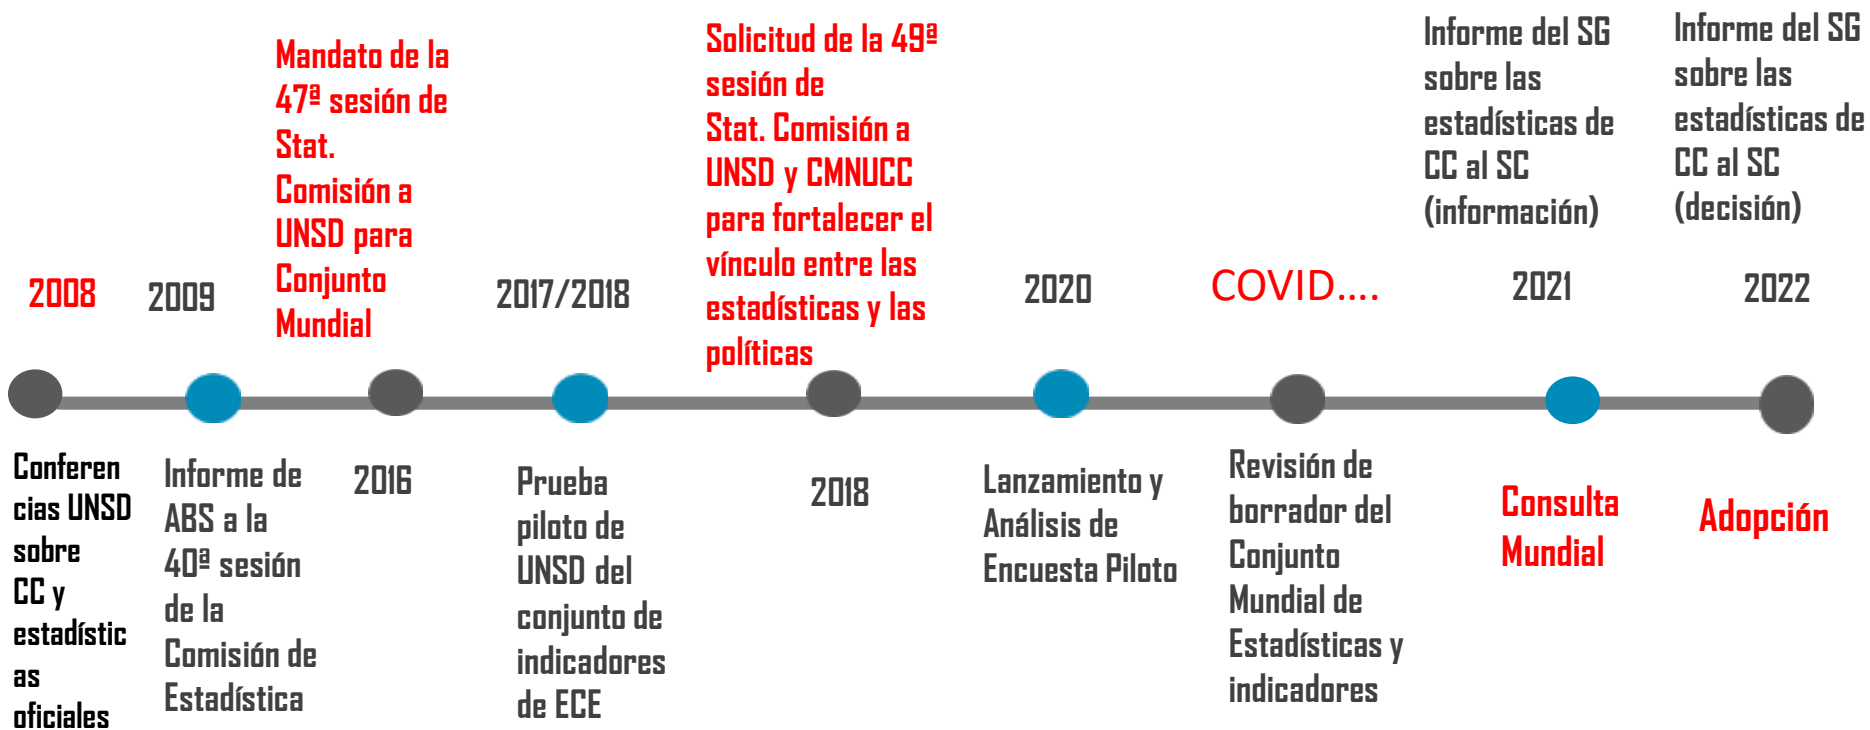 2008
Conferen
cias UNSD
sobre
CC y
estadístic
as
oficiales
2009
Informe de
ABS a la
40ª sesión
de la
Comisión de
Estadística
Mandato de la
47ª sesión de
Stat.
Comisión a
UNSD para
Conjunto
Mundial
2016
2017/2018
Prueba
piloto de
UNSD del
conjunto de
indicadores
de ECE
Solicitud de la 49ª
sesión de
Stat. Comisión a
UNSD y CMNUCC
para fortalecer el
vínculo entre las
estadísticas y las
políticas
2018
2020
Lanzamiento y
Análisis de
Encuesta Piloto
COVID....
Revisión de
borrador del
Conjunto
Mundial de
Estadísticas y
indicadores
Informe del SG
sobre las
estadísticas de
CC al SC
(información)
2021
Consulta
Mundial
Informe del SG
sobre las
estadísticas de
CC al SC
(decisión)
2022
Adopción